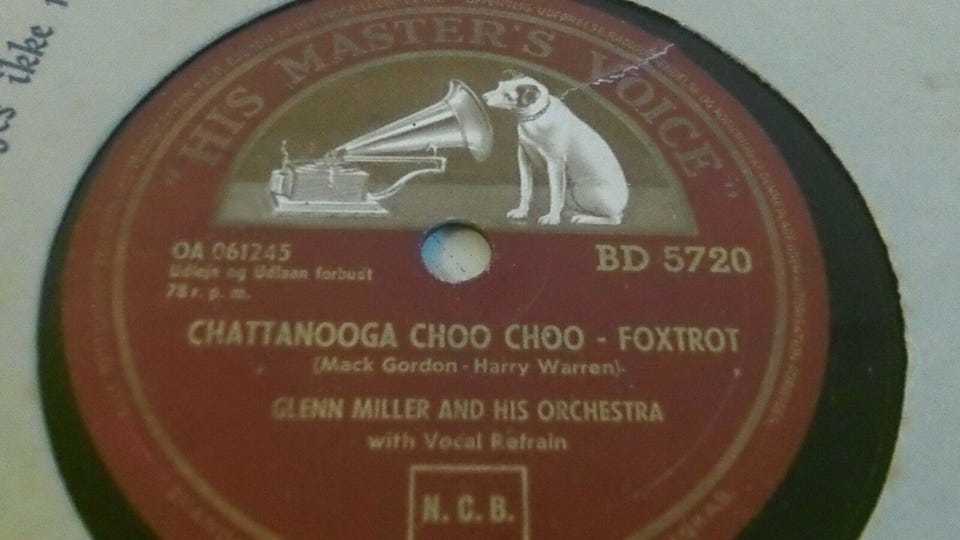 ikke
"HIS MASTER'S VOICE"
OA 061245
BD 5720
Udleje og Udlaan forbudt
78 r. p. m.
CHATTANOOGA CHOO CHOO - FOXTROT
(Mack Gordon - Harry Warren)
GLENN MILLER AND HIS ORCHESTRA
with Vocal Refrain
N. C. B.